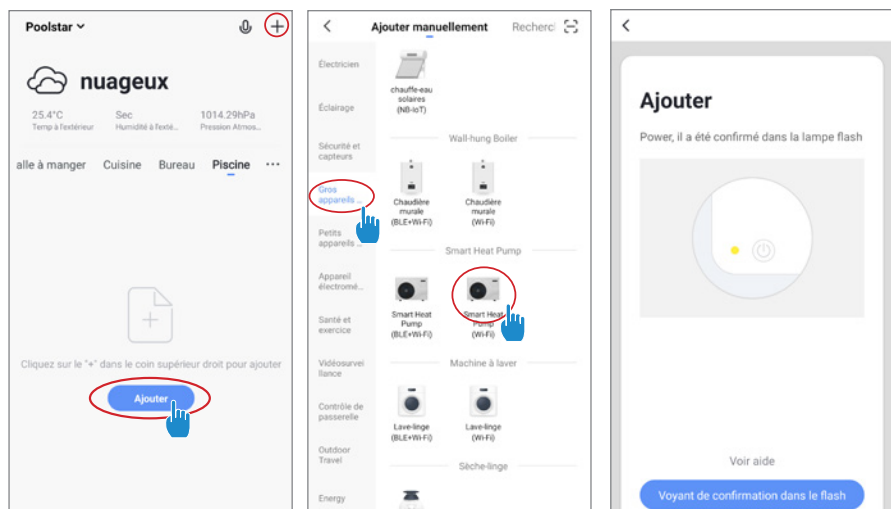 Poolstar
nuageux
25.4°C
Temp à l'extérieur
Sec
Humidité à l'exté...
1014.29hPa
Pression Atmos...
alle à manger
Cuisine
Bureau
Piscine
...
Cliquez sur le "+" dans le coin supérieur droit pour ajouter
Ajouter
Ajouter manuellement
Recherc
Électricien
Éclairage
Sécurité et
capteurs
Gros
appareils ...
Petits
appareils ...
Appareil
électromé...
Santé et
exercice
Vidéosurvei
llance
Contrôle de
passerelle
Outdoor
Travel
Energy
chauffe-eau
solaires
(NB-IoT)
Wall-hung Boiler
Chaudière
murale
(BLE+Wi-Fi)
Chaudière
murale
(Wi-Fi)
Smart Heat Pump
Smart Heat
Pump
(BLE+Wi-Fi)
Smart Heat
Pump
(Wi-Fi)
Machine à laver
Lave-linge
(BLE+Wi-Fi)
Lave-linge
(Wi-Fi)
Sèche-linge
Ajouter
Power, il a été confirmé dans la lampe flash
Voir aide
Voyant de confirmation dans le flash